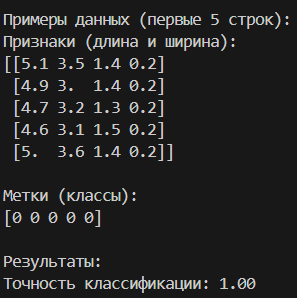 Примеры данных (первые 5 строк):
Признаки (длина и ширина):
[[5.1 3.5 1.4 0.2]
 [4.9 3.  1.4 0.2]
 [4.7 3.2 1.3 0.2]
 [4.6 3.1 1.5 0.2]
 [5.  3.6 1.4 0.2]]

Метки (классы):
[0 0 0 0 0]

Результаты:
Точность классификации: 1.00